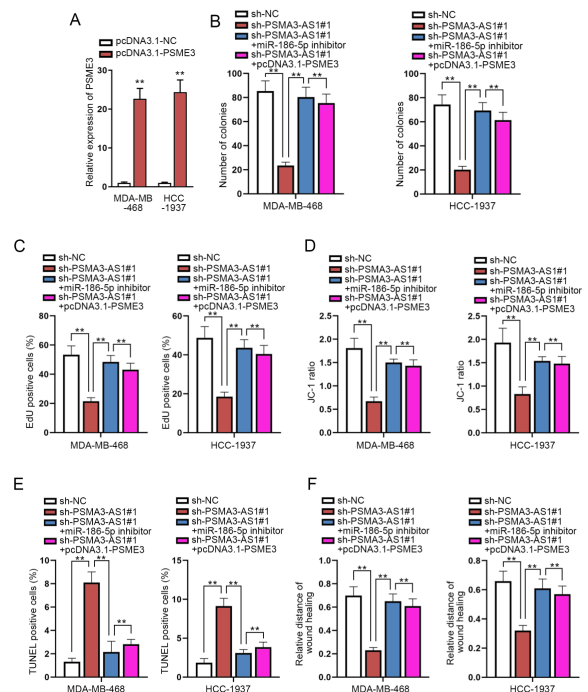 A
pcDNA3.1-NC
pcDNA3.1-PSME3
Relative expression of PSME3
40
30
20
10
0
**
**
MDA-MB
-468
HCC
-1937
B
sh-NC
sh-PSMA3-AS1#1
sh-PSMA3-AS1#1
+miR-186-5p inhibitor
sh-PSMA3-AS1#1
+pcDNA3.1-PSME3
Number of colonies
100
80
60
40
20
0
** ** **
MDA-MB-468
sh-NC
sh-PSMA3-AS1#1
sh-PSMA3-AS1#1
+miR-186-5p inhibitor
sh-PSMA3-AS1#1
+pcDNA3.1-PSME3
Number of colonies
100
80
60
40
20
0
** ** **
HCC-1937
C
sh-NC
sh-PSMA3-AS1#1
sh-PSMA3-AS1#1
+miR-186-5p inhibitor
sh-PSMA3-AS1#1
+pcDNA3.1-PSME3
EdU positive cells (%)
80
60
40
20
0
** ** **
MDA-MB-468
sh-NC
sh-PSMA3-AS1#1
sh-PSMA3-AS1#1
+miR-186-5p inhibitor
sh-PSMA3-AS1#1
+pcDNA3.1-PSME3
EdU positive cells (%)
60
40
20
0
** ** **
HCC-1937
D
sh-NC
sh-PSMA3-AS1#1
sh-PSMA3-AS1#1
+miR-186-5p inhibitor
sh-PSMA3-AS1#1
+pcDNA3.1-PSME3
JC-1 ratio
2.5
2.0
1.5
1.0
0.5
0.0
** ** **
MDA-MB-468
sh-NC
sh-PSMA3-AS1#1
sh-PSMA3-AS1#1
+miR-186-5p inhibitor
sh-PSMA3-AS1#1
+pcDNA3.1-PSME3
JC-1 ratio
2.5
2.0
1.5
1.0
0.5
0.0
** ** **
HCC-1937
E
sh-NC
sh-PSMA3-AS1#1
sh-PSMA3-AS1#1
+miR-186-5p inhibitor
sh-PSMA3-AS1#1
+pcDNA3.1-PSME3
TUNEL positive cells (%)
10
8
6
4
2
0
** ** **
MDA-MB-468
sh-NC
sh-PSMA3-AS1#1
sh-PSMA3-AS1#1
+miR-186-5p inhibitor
sh-PSMA3-AS1#1
+pcDNA3.1-PSME3
TUNEL positive cells (%)
15
10
5
0
** ** **
HCC-1937
F
sh-NC
sh-PSMA3-AS1#1
sh-PSMA3-AS1#1
+miR-186-5p inhibitor
sh-PSMA3-AS1#1
+pcDNA3.1-PSME3
Relative distance of
wound healing
1.0
0.8
0.6
0.4
0.2
0.0
** ** **
MDA-MB-468
sh-NC
sh-PSMA3-AS1#1
sh-PSMA3-AS1#1
+miR-186-5p inhibitor
sh-PSMA3-AS1#1
+pcDNA3.1-PSME3
Relative distance of
wound healing
0.8
0.6
0.4
0.2
0.0
** ** **
HCC-1937